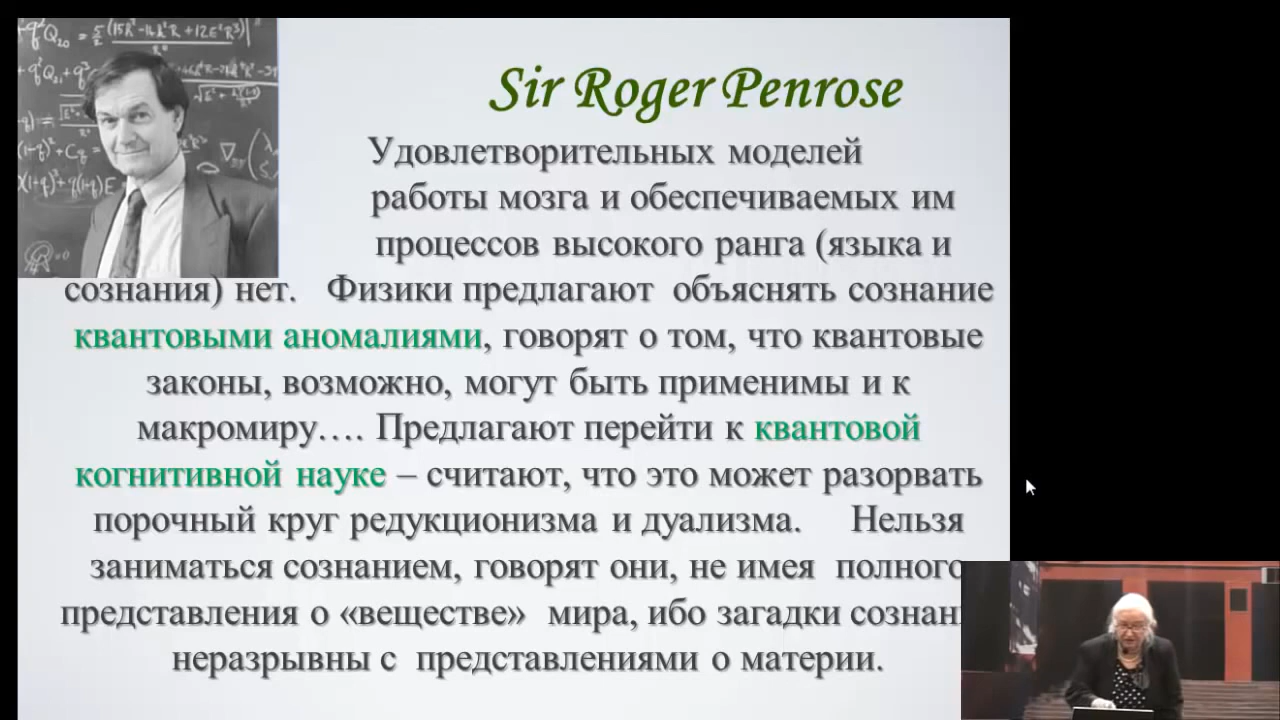 Sir Roger Penrose
Удовлетворительных моделей
работы мозга и обеспечиваемых им
процессов высокого ранга (языка и
сознания) нет. Физики предлагают объяснять сознание
квантовыми аномалиями, говорят о том, что квантовые
законы, возможно, могут быть применимы и к
макромиру…. Предлагают перейти к квантовой
когнитивной науке – считают, что это может разорвать
порочный круг редукционизма и дуализма. Нельзя
заниматься сознанием, говорят они, не имея полного
представления о «веществе» мира, ибо загадки
неразрывны с представлениями о материи.